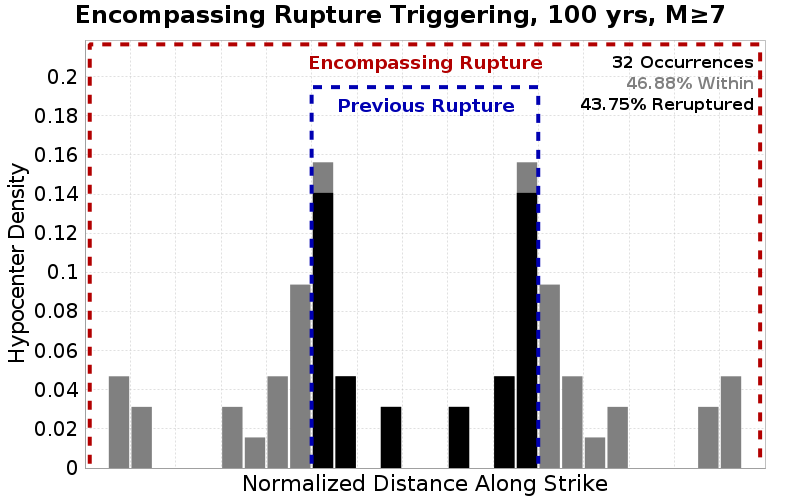 Encompassing Rupture Triggering, 100 yrs, M≥7
Encompassing Rupture
32 Occurrences
46.88% Within
Previous Rupture
43.75% Reruptured
Hypocenter Density
0.2
0.18
0.16
0.14
0.12
0.1
0.08
0.06
0.04
0.02
0
Normalized Distance Along Strike